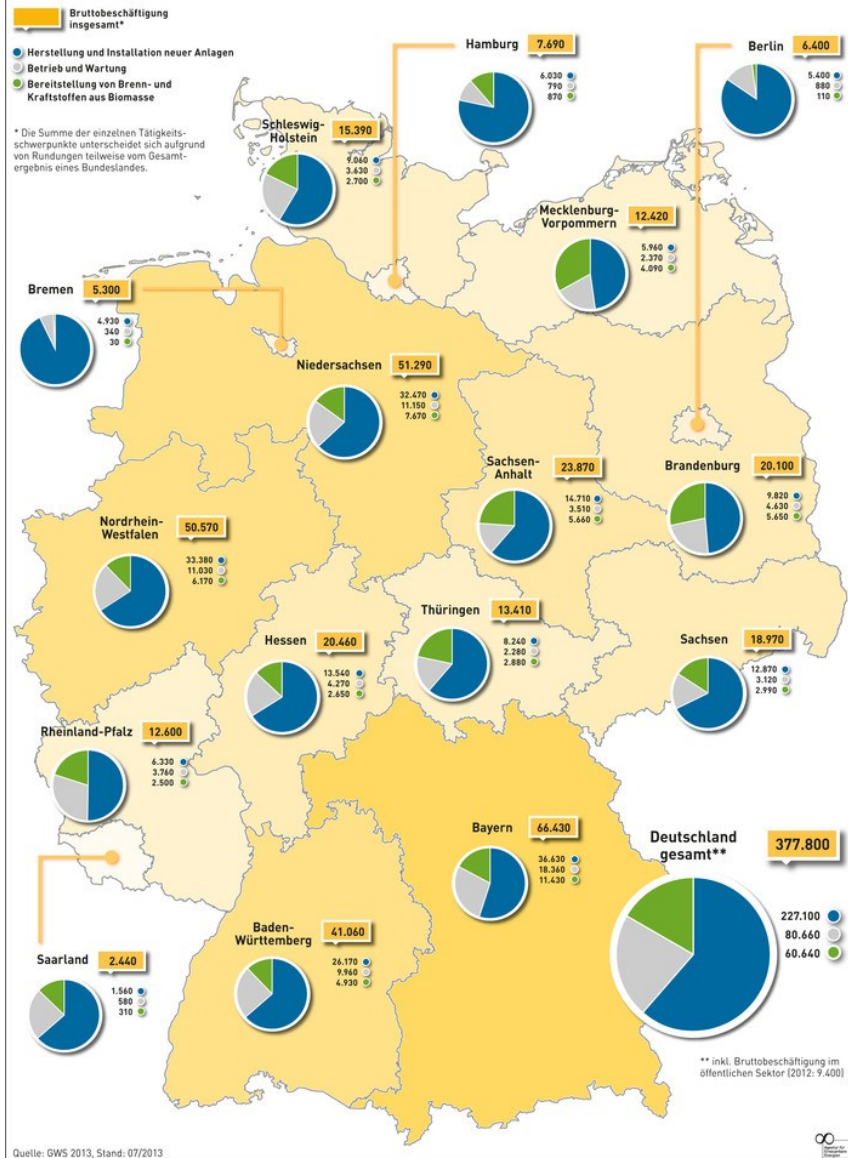 Bruttobeschäftigung
insgesamt*
Herstellung und Installation neuer Anlagen
Betrieb und Wartung
Bereitstellung von Brenn- und
Kraftstoffen aus Biomasse
* Die Summe der einzelnen Tätigkeits-
schwerpunkte unterscheidet sich aufgrund
von Rundungen teilweise vom Gesamt-
ergebnis eines Bundeslandes.
Hamburg 7.690
6.030
790
870
Berlin 6.400
5.400
880
110
Schleswig-
Holstein 15.390
9.060
3.630
2.700
Mecklenburg-
Vorpommern 12.420
5.960
2.370
4.090
Bremen 5.300
4.930
340
30
Niedersachsen 51.290
32.470
11.150
7.670
Sachsen-
Anhalt 23.870
14.710
3.510
5.660
Brandenburg 20.100
9.820
4.630
5.650
Nordrhein-
Westfalen 50.570
33.380
11.030
6.170
Thüringen 13.410
8.240
2.280
2.880
Hessen 20.460
13.540
4.270
2.650
Sachsen 18.970
12.870
3.120
2.990
Rheinland-Pfalz 12.600
6.330
3.760
2.500
Bayern 66.430
36.630
18.360
11.430
Deutschland
gesamt** 377.800
227.100
80.660
60.640
Baden-
Württemberg 41.060
26.170
9.960
4.930
Saarland 2.440
1.560
580
310
** inkl. Bruttobeschäftigung im
öffentlichen Sektor (2012: 9.400)
Quelle: GWS 2013, Stand: 07/2013
Agentur für
Erneuerbare
Energien